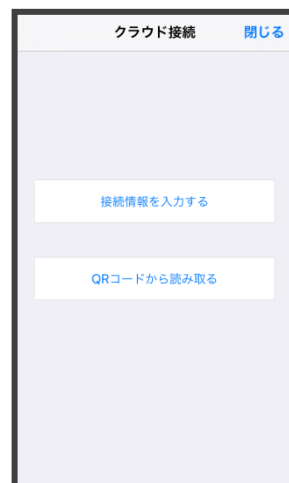 クラウド接続 閉じる
接続情報を入力する
QRコードから読み取る